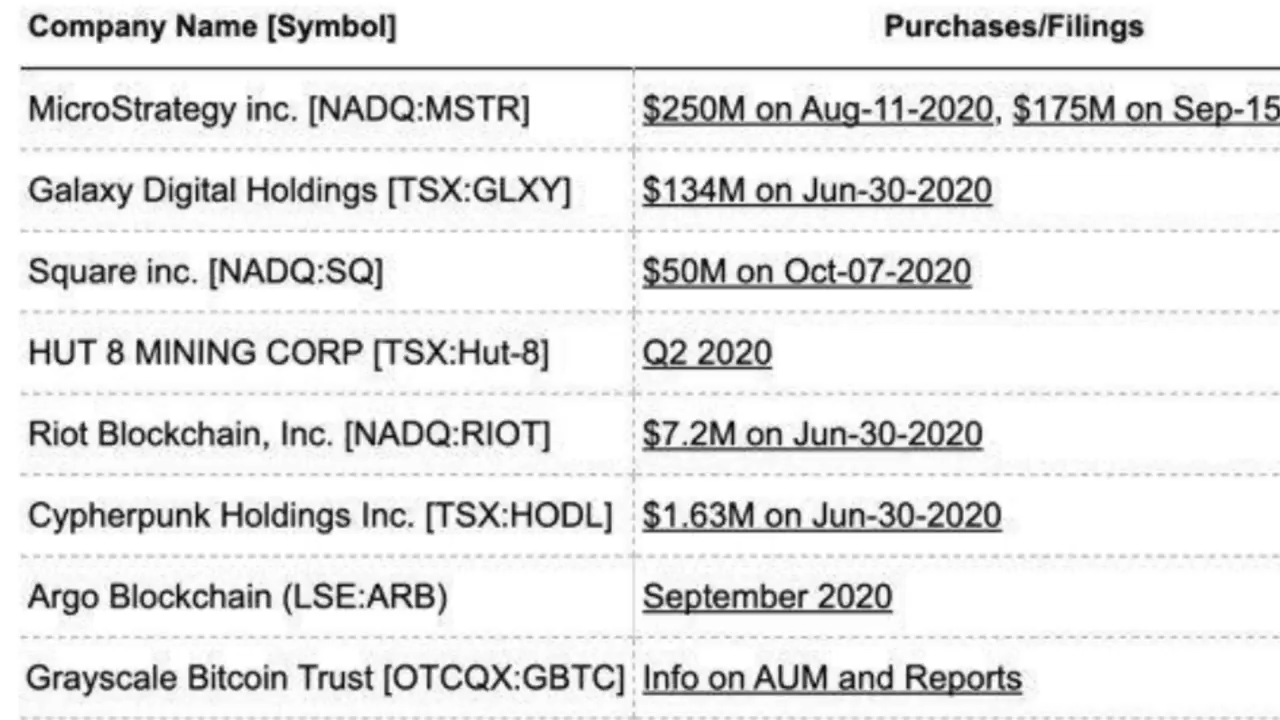 Company Name [Symbol] Purchases/Filings
MicroStrategy inc. [NADQ:MSTR] $250M on Aug-11-2020, $175M on Sep-15
Galaxy Digital Holdings [TSX:GLXY] $134M on Jun-30-2020
Square inc. [NADQ:SQ] $50M on Oct-07-2020
HUT 8 MINING CORP [TSX:Hut-8] Q2 2020
Riot Blockchain, Inc. [NADQ:RIOT] $7.2M on Jun-30-2020
Cypherpunk Holdings Inc. [TSX:HODL] $1.63M on Jun-30-2020
Argo Blockchain (LSE:ARB) September 2020
Grayscale Bitcoin Trust [OTCQX:GBTC] Info on AUM and Reports